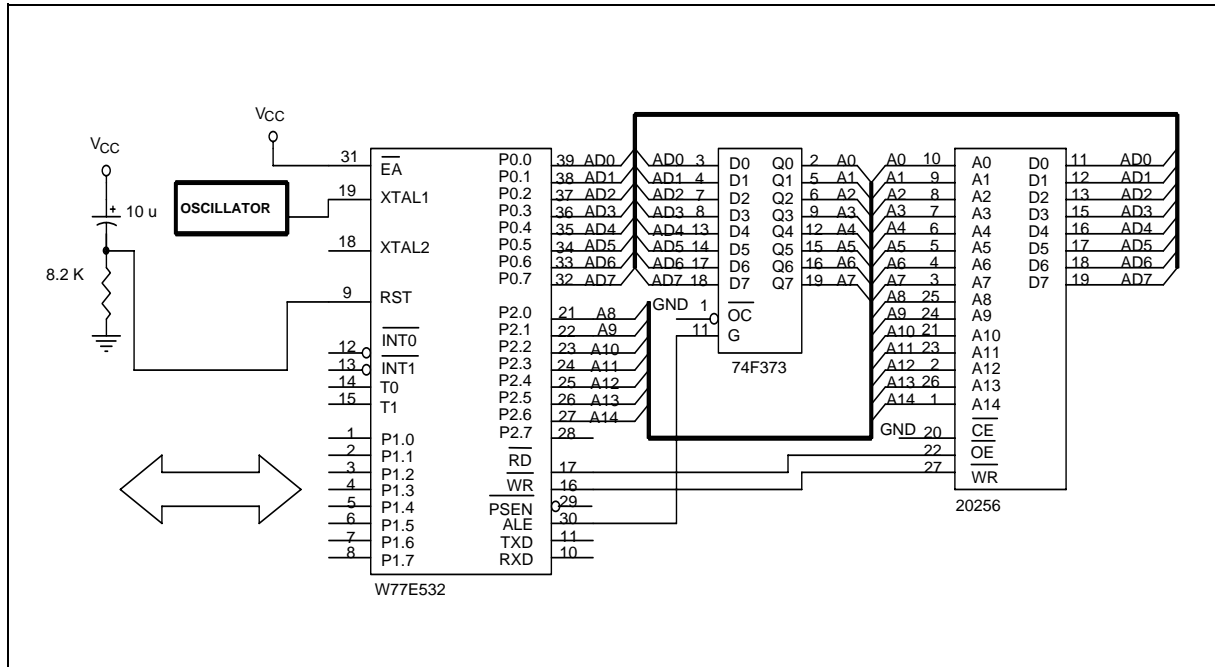 VCC
VCC
10 u
8.2 K
OSCILLATOR
31 EA
19 XTAL1
18 XTAL2
9 RST
12 INT0
13 INT1
14 T0
15 T1
1 P1.0
2 P1.1
3 P1.2
4 P1.3
5 P1.4
6 P1.5
7 P1.6
8 P1.7
P0.0 39 AD0
P0.1 38 AD1
P0.2 37 AD2
P0.3 36 AD3
P0.4 35 AD4
P0.5 34 AD5
P0.6 33 AD6
P0.7 32 AD7
P2.0 21 A8
P2.1 22 A9
P2.2 23 A10
P2.3 24 A11
P2.4 25 A12
P2.5 26 A13
P2.6 27 A14
P2.7 28
RD 17
WR 16
PSEN 29
ALE 30
TXD 11
RXD 10
W77E532
AD0 3 D0 Q0 2 A0
AD1 4 D1 Q1 5 A1
AD2 7 D2 Q2 6 A2
AD3 8 D3 Q3 9 A3
AD4 13 D4 Q4 12 A4
AD5 14 D5 Q5 15 A5
AD6 17 D6 Q6 16 A6
AD7 18 D7 Q7 19 A7
GND 1 OC
11 G
74F373
A0 10 A0 D0 11 AD0
A1 9 A1 D1 12 AD1
A2 8 A2 D2 13 AD2
A3 7 A3 D3 15 AD3
A4 6 A4 D4 16 AD4
A5 5 A5 D5 17 AD5
A6 4 A6 D6 18 AD6
A7 3 A7 D7 19 AD7
A8 25 A8
A9 24 A9
A10 21 A10
A11 23 A11
A12 2 A12
A13 26 A13
A14 1 A14
GND 20 CE
22 OE
27 WR
20256